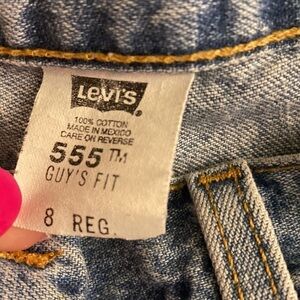 LEVI'S
100% COTTON
MADE IN MEXICO
CARE ON REVERSE
555 TM
GUY'S FIT
8 REG.